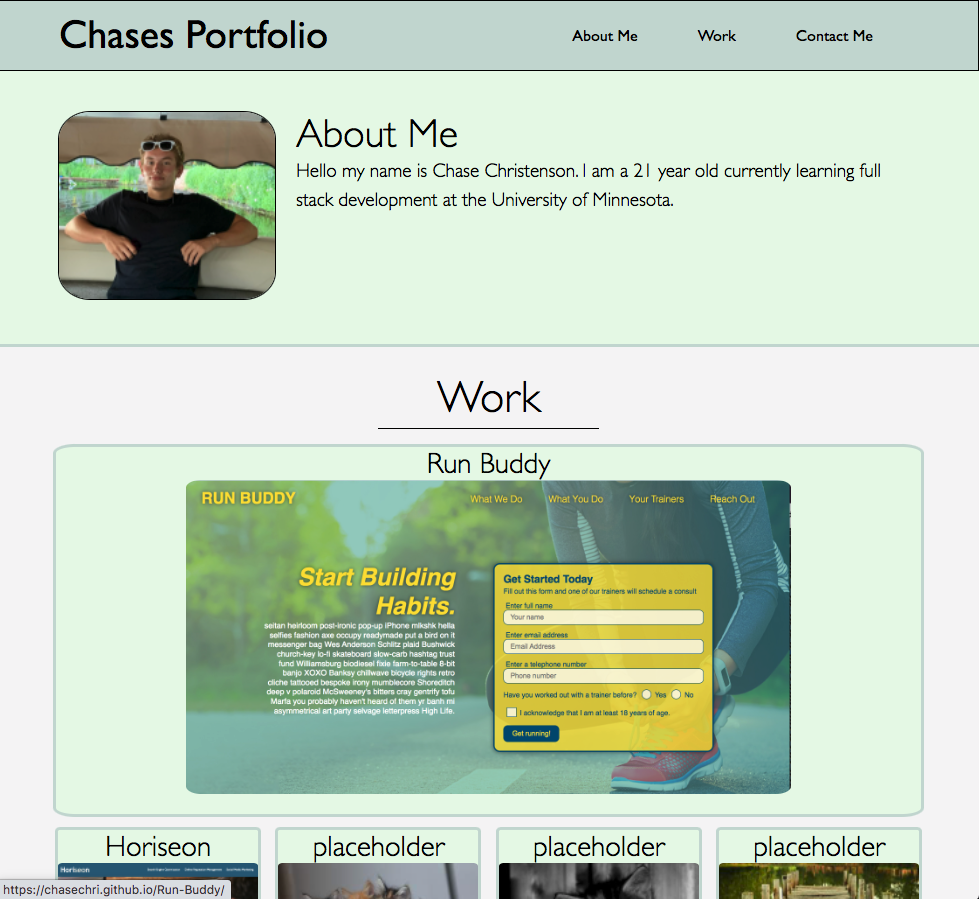 Chases Portfolio
About Me
Work
Contact Me
About Me
Hello my name is Chase Christenson. I am a 21 year old currently learning full
stack development at the University of Minnesota.
Work
Run Buddy
RUN BUDDY
What We Do
What You Do
Your Trainers
Reach Out
Start Building
Habits.
seitan heirloom post-ironic pop-up iPhone mlkshk hella
selfies fashion axe occupy readymade put a bird on it
messenger bag Wes Anderson Schlitz plaid Bushwick
church-key lo-fi skateboard slow-carb hashtag trust
fund Williamsburg biodiesel fixie farm-to-table 8-bit
banjo XOXO Banksy chillwave bicycle rights retro
cliche tattooed bespoke irony mumblecore Shoreditch
deep v polaroid McSweeney's bitters cray gentrify tofu
Marfa you probably haven't heard of them yr banh mi
asymmetrical art party selvage letterpress High Life.
Get Started Today
Fill out this form and one of our trainers will schedule a consult
Enter full name
Your name
Enter email address
Email Address
Enter a telephone number
Phone number
Have you worked out with a trainer before? Yes No
I acknowledge that I am at least 18 years of age.
Get running!
Horiseon
placeholder
placeholder
placeholder
Horiseon
https://chasechri.github.io/Run-Buddy/